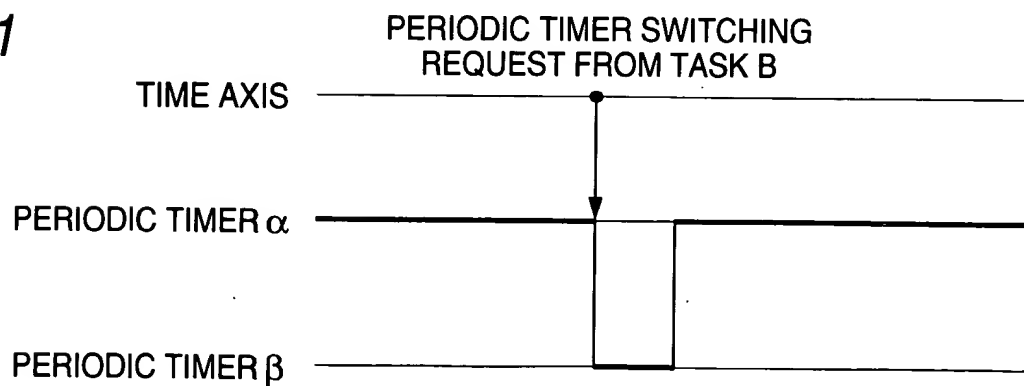 1
PERIODIC TIMER SWITCHING
REQUEST FROM TASK B
TIME AXIS
PERIODIC TIMER α
PERIODIC TIMER β